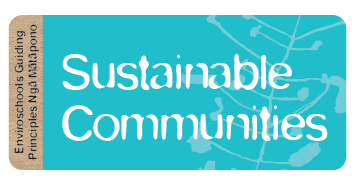 Enviroschools Guiding
Principles Ngā Mātāpono
Sustainable
Communities